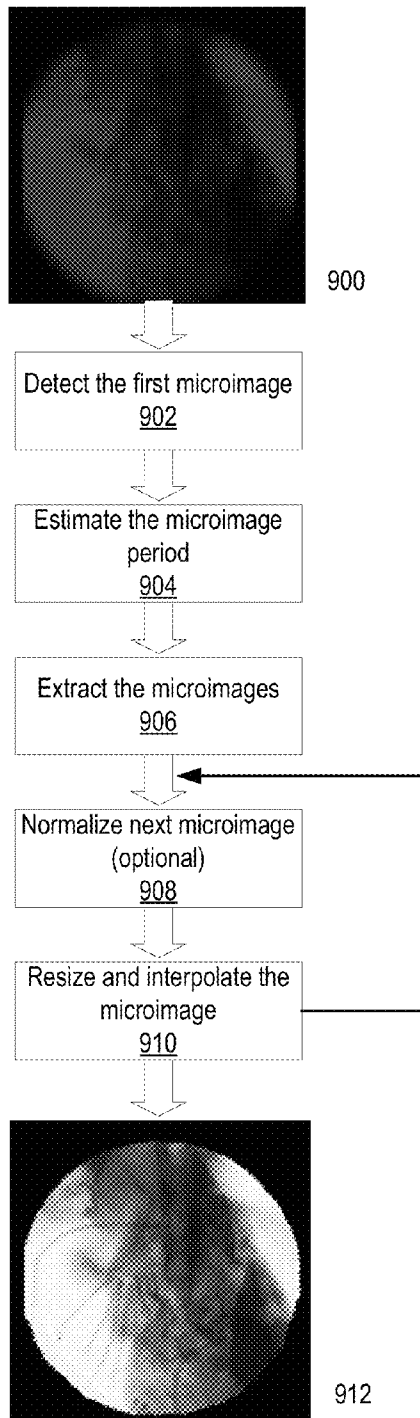 900
Detect the first microimage
902
Estimate the microimage
period
904
Extract the microimages
906
Normalize next microimage
(optional)
908
Resize and interpolate the
microimage
910
912